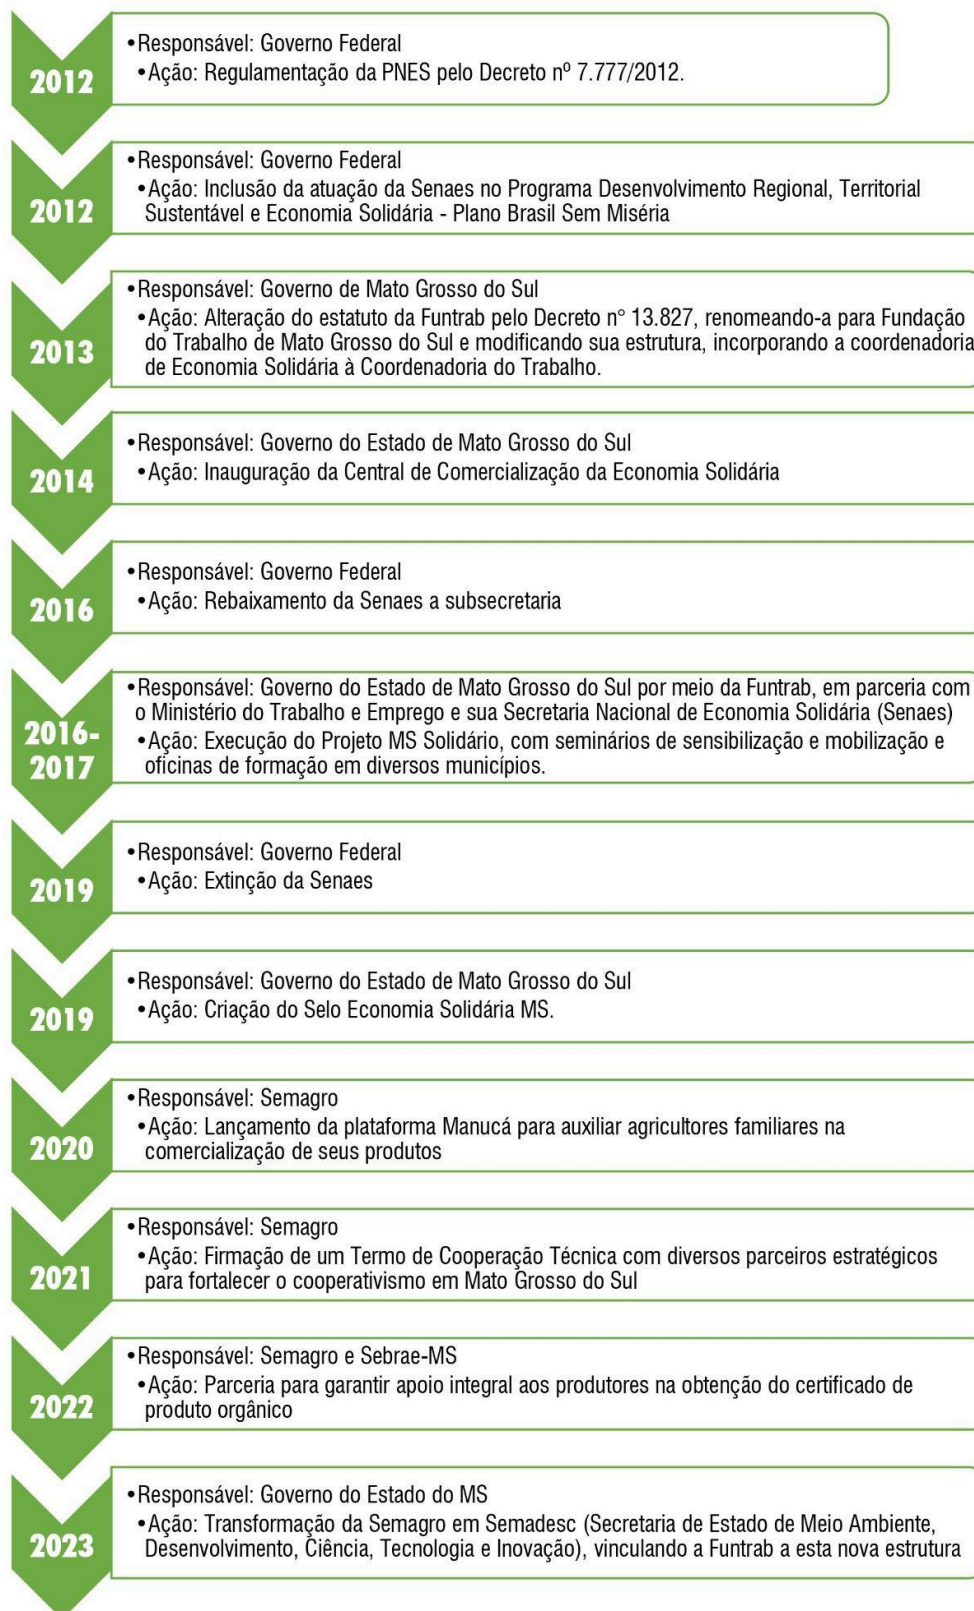 2012
•Responsável: Governo Federal
•Ação: Regulamentação da PNES pelo Decreto nº 7.777/2012.
2012
•Responsável: Governo Federal
•Ação: Inclusão da atuação da Senaes no Programa Desenvolvimento Regional, Territorial
Sustentável e Economia Solidária - Plano Brasil Sem Miséria
2013
•Responsável: Governo de Mato Grosso do Sul
•Ação: Alteração do estatuto da Funtrab pelo Decreto n° 13.827, renomeando-a para Fundação
do Trabalho de Mato Grosso do Sul e modificando sua estrutura, incorporando a coordenadoria
de Economia Solidária à Coordenadoria do Trabalho.
2014
•Responsável: Governo do Estado de Mato Grosso do Sul
•Ação: Inauguração da Central de Comercialização da Economia Solidária
2016
•Responsável: Governo Federal
•Ação: Rebaixamento da Senaes a subsecretaria
2016-
2017
•Responsável: Governo do Estado de Mato Grosso do Sul por meio da Funtrab, em parceria com
o Ministério do Trabalho e Emprego e sua Secretaria Nacional de Economia Solidária (Senaes)
•Ação: Execução do Projeto MS Solidário, com seminários de sensibilização e mobilização e
oficinas de formação em diversos municípios.
2019
•Responsável: Governo Federal
•Ação: Extinção da Senaes
2019
•Responsável: Governo do Estado de Mato Grosso do Sul
•Ação: Criação do Selo Economia Solidária MS.
2020
•Responsável: Semagro
•Ação: Lançamento da plataforma Manucá para auxiliar agricultores familiares na
comercialização de seus produtos
2021
•Responsável: Semagro
•Ação: Firmação de um Termo de Cooperação Técnica com diversos parceiros estratégicos
para fortalecer o cooperativismo em Mato Grosso do Sul
2022
•Responsável: Semagro e Sebrae-MS
•Ação: Parceria para garantir apoio integral aos produtores na obtenção do certificado de
produto orgânico
2023
•Responsável: Governo do Estado do MS
•Ação: Transformação da Semagro em Semadesc (Secretaria de Estado de Meio Ambiente,
Desenvolvimento, Ciência, Tecnologia e Inovação), vinculando a Funtrab a esta nova estrutura